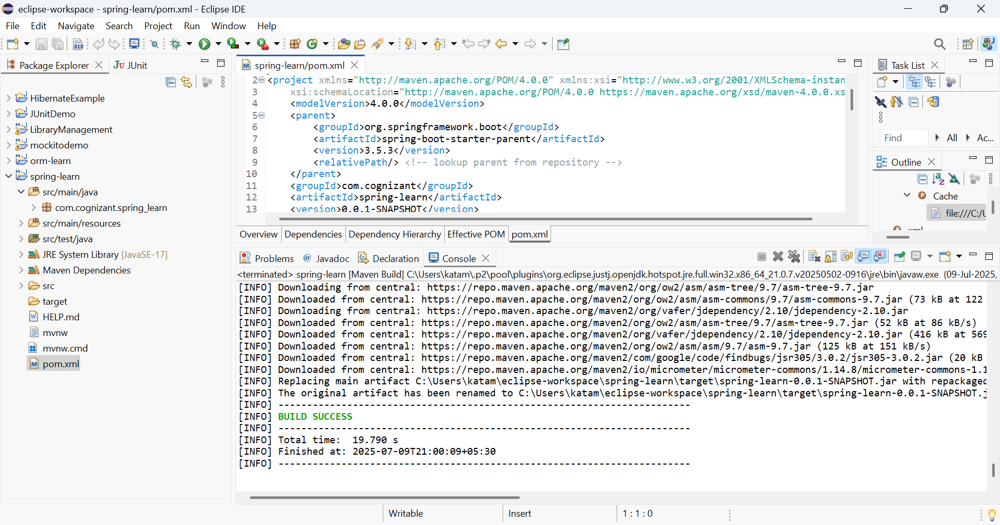 eclipse-workspace - spring-learn/pom.xml - Eclipse IDE
File Edit Navigate Search Project Run Window Help
Package Explorer JUnit
HibernateExample
JUnitDemo
LibraryManagement
mockitodemo
orm-learn
spring-learn
src/main/java
com.cognizant.spring_learn
src/main/resources
src/test/java
JRE System Library [JavaSE-17]
Maven Dependencies
src
target
HELP.md
mvnw
mvnw.cmd
pom.xml
spring-learn/pom.xml
2 <project xmlns="http://maven.apache.org/POM/4.0.0" xmlns:xsi="http://www.w3.org/2001/XMLSchema-instan
3 xsi:schemaLocation="http://maven.apache.org/POM/4.0.0 https://maven.apache.org/xsd/maven-4.0.0.xs
4 <modelVersion>4.0.0</modelVersion>
5 <parent>
6 <groupId>org.springframework.boot</groupId>
7 <artifactId>spring-boot-starter-parent</artifactId>
8 <version>3.5.3</version>
9 <relativePath/> <!-- lookup parent from repository -->
10 </parent>
11 <groupId>com.cognizant</groupId>
12 <artifactId>spring-learn</artifactId>
13 <version>0.0.1-SNAPSHOT</version>
Overview Dependencies Dependency Hierarchy Effective POM pom.xml
Task List
Find All Ac...
Outline
Cache
file:///C:/U
xml
Problems Javadoc Declaration Console
<terminated> spring-learn [Maven Build] C:\Users\katam\.p2\pool\plugins\org.eclipse.justj.openjdk.hotspot.jre.full.win32.x86_64_21.0.7.v20250502-0916\jre\bin\javaw.exe (09-Jul-2025,
[INFO] Downloading from central: https://repo.maven.apache.org/maven2/org/ow2/asm/asm-tree/9.7/asm-tree-9.7.jar
[INFO] Downloaded from central: https://repo.maven.apache.org/maven2/org/ow2/asm/asm-commons/9.7/asm-commons-9.7.jar (73 kB at 122
[INFO] Downloading from central: https://repo.maven.apache.org/maven2/org/vafer/jdependency/2.10/jdependency-2.10.jar
[INFO] Downloaded from central: https://repo.maven.apache.org/maven2/org/ow2/asm/asm-tree/9.7/asm-tree-9.7.jar (52 kB at 86 kB/s)
[INFO] Downloaded from central: https://repo.maven.apache.org/maven2/org/vafer/jdependency/2.10/jdependency-2.10.jar (416 kB at 569
[INFO] Downloaded from central: https://repo.maven.apache.org/maven2/org/ow2/asm/asm/9.7/asm-9.7.jar (125 kB at 151 kB/s)
[INFO] Downloaded from central: https://repo.maven.apache.org/maven2/com/google/code/findbugs/jsr305/3.0.2/jsr305-3.0.2.jar (20 kB
[INFO] Downloaded from central: https://repo.maven.apache.org/maven2/io/micrometer/micrometer-commons/1.14.8/micrometer-commons-1.1
[INFO] Replacing main artifact C:\Users\katam\eclipse-workspace\spring-learn\target\spring-learn-0.0.1-SNAPSHOT.jar with repackaged
[INFO] The original artifact has been renamed to C:\Users\katam\eclipse-workspace\spring-learn\target\spring-learn-0.0.1-SNAPSHOT.j
[INFO] ------------------------------------------------------------------------
[INFO] BUILD SUCCESS
[INFO] ------------------------------------------------------------------------
[INFO] Total time: 19.790 s
[INFO] Finished at: 2025-07-09T21:00:09+05:30
[INFO] ------------------------------------------------------------------------
Writable Insert 1 : 1 : 0